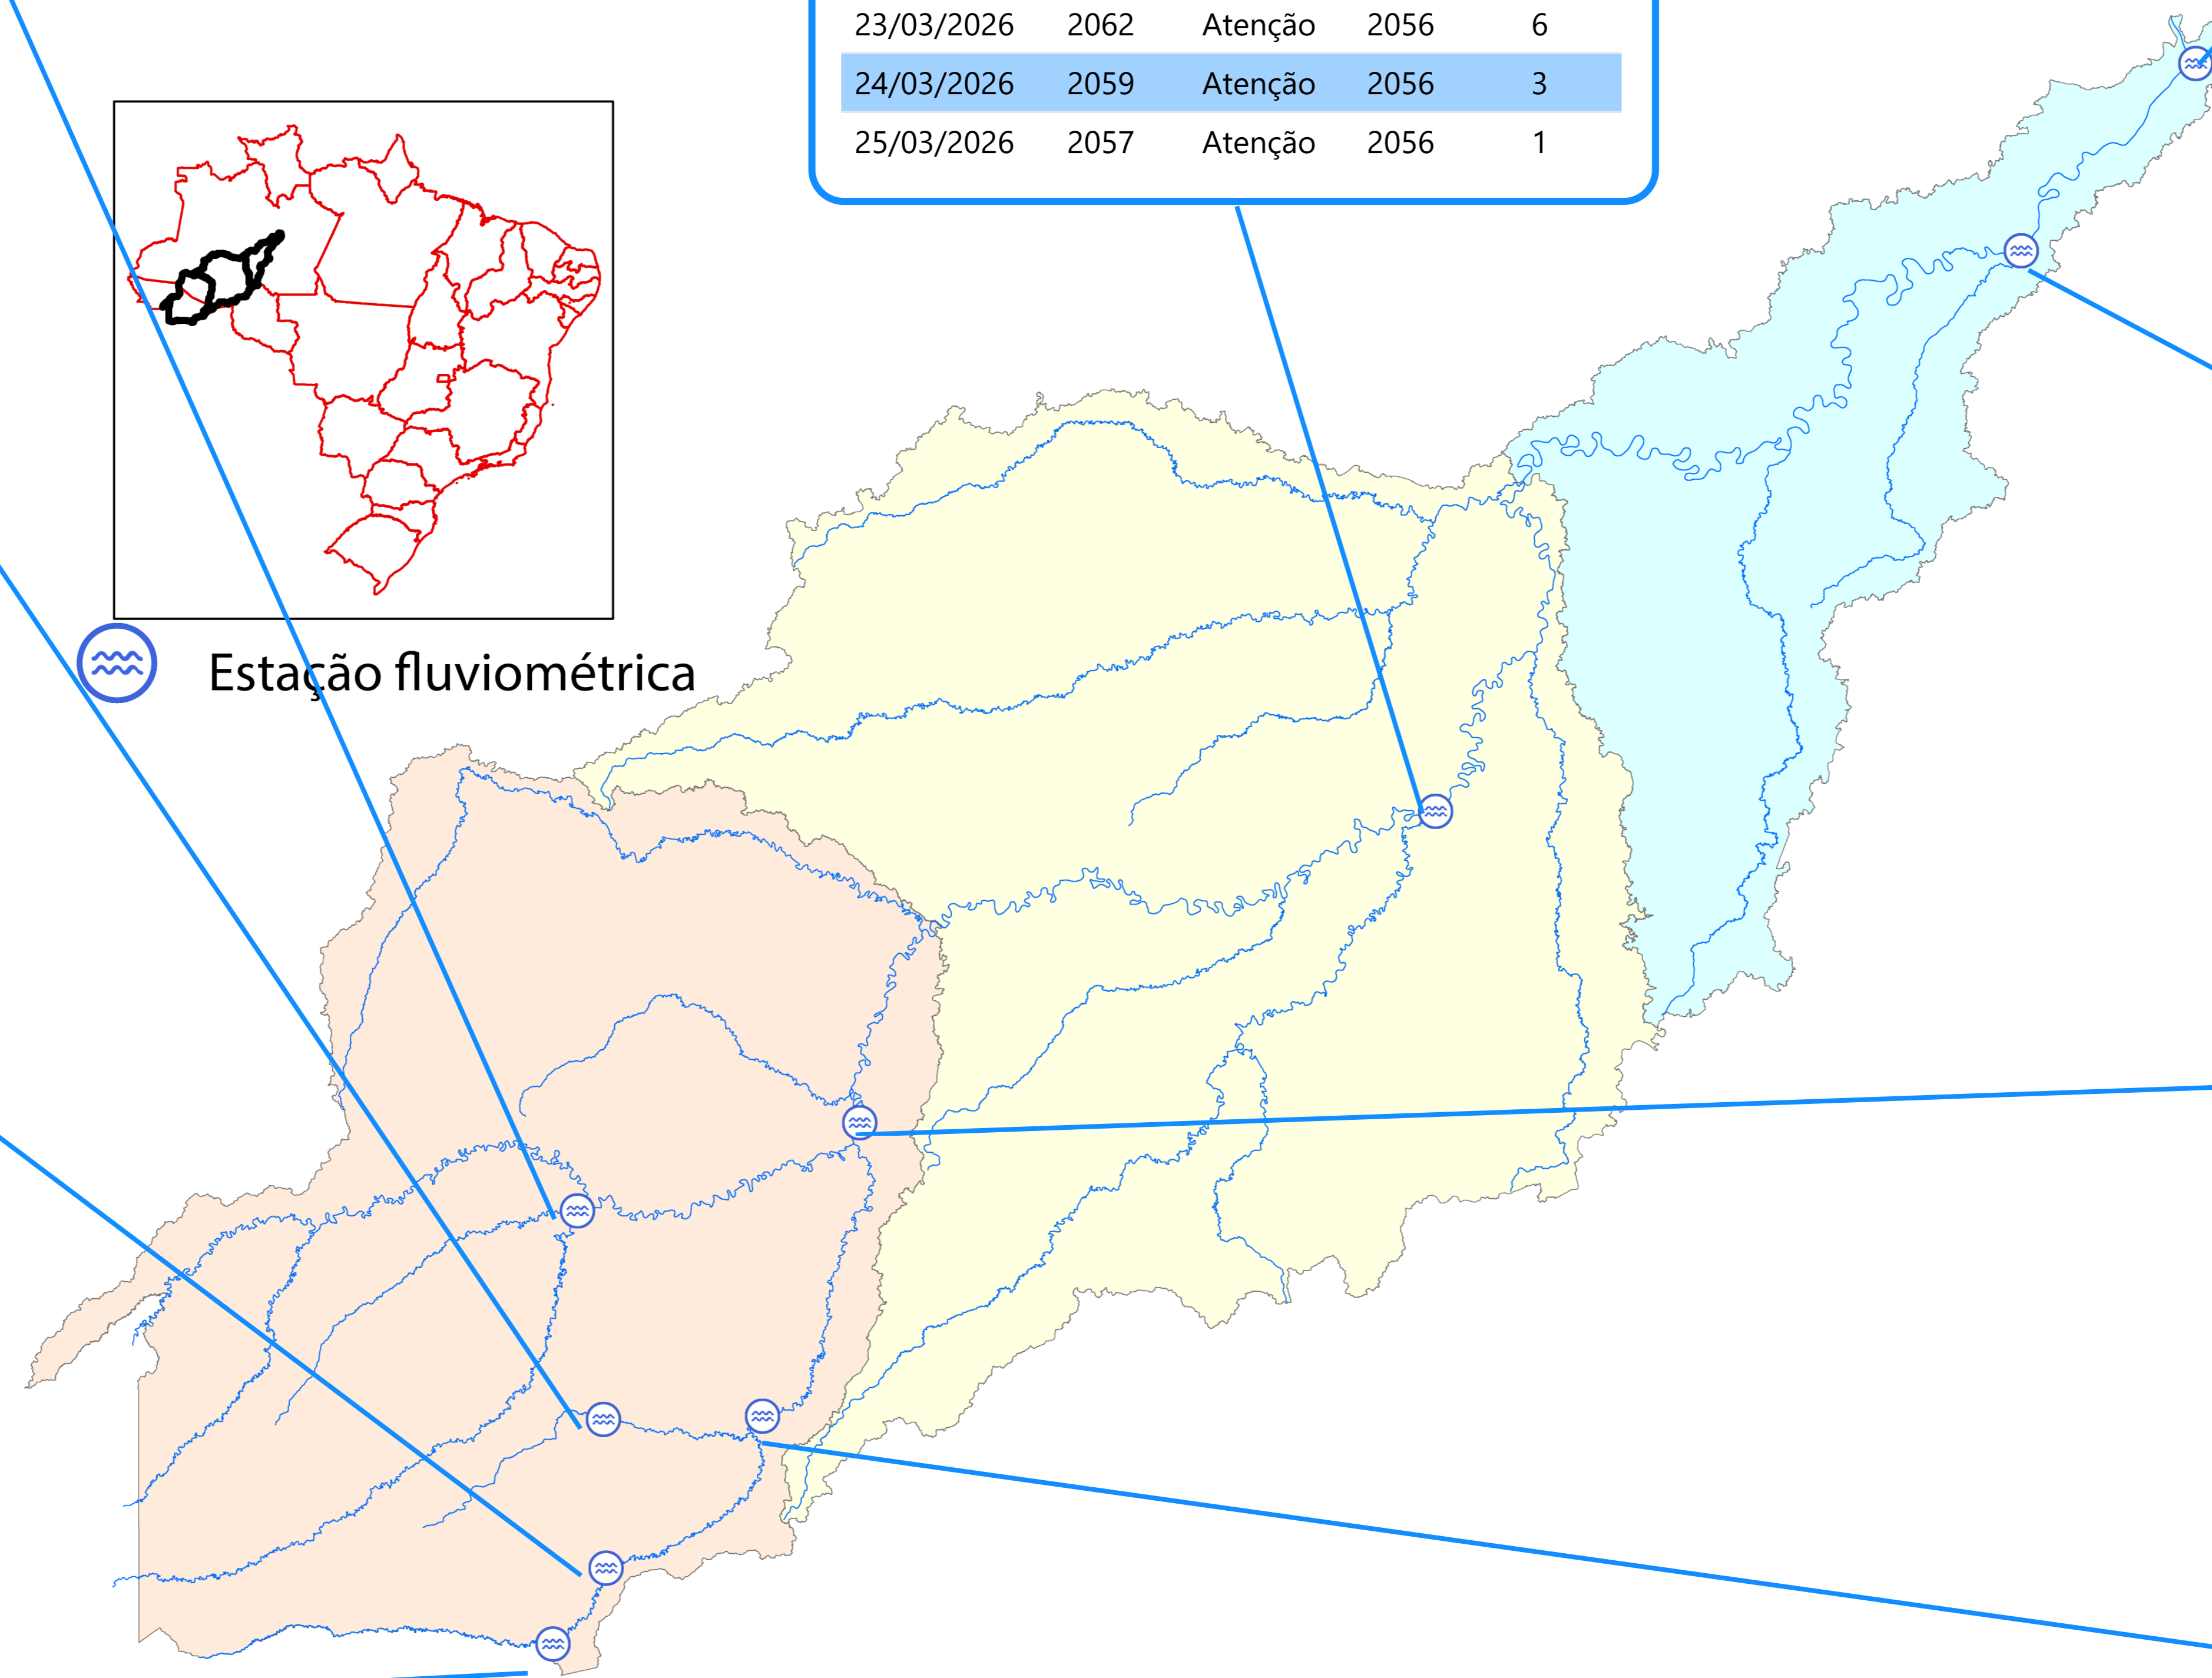 23/03/2026 2062 Atenção 2056 6
24/03/2026 2059 Atenção 2056 3
25/03/2026 2057 Atenção 2056 1
Estação fluviométrica